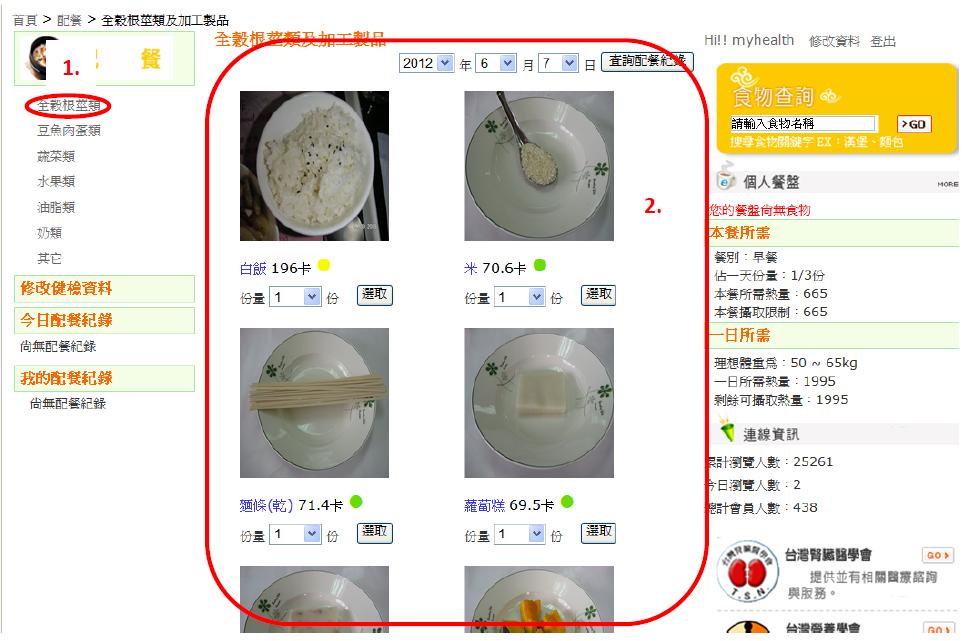 首頁 > 配餐 > 全穀根莖類及加工製品
1.
餐
全穀根莖類
豆魚肉蛋類
蔬菜類
水果類
油脂類
奶類
其它
修改健檢資料
今日配餐紀錄
尚無配餐紀錄
我的配餐紀錄
尚無配餐紀錄
全穀根莖類及加工製品
2012 年 6 月 7 日 查詢配餐紀錄
2.
白飯 196卡
份量 1 份 選取
米 70.6卡
份量 1 份 選取
麵條(乾) 71.4卡
份量 1 份 選取
蘿蔔糕 69.5卡
份量 1 份 選取
Hi!! myhealth 修改資料 登出
食物查詢
請輸入食物名稱 >GO
搜尋食物關鍵字 EX：漢堡、麵包
個人餐盤 MORE
您的餐盤尚無食物
本餐所需
餐別：早餐
佔一天份量：1/3份
本餐所需熱量：665
本餐攝取限制：665
一日所需
理想體重為：50 ~ 65kg
一日所需熱量：1995
剩餘可攝取熱量：1995
連線資訊
累計瀏覽人數：25261
今日瀏覽人數：2
總計會員人數：438
台灣腎臟醫學會 GO
台灣腎臟醫學會
T.S.N
提供並有相關醫療諮詢
與服務。
台灣營養學會 GO